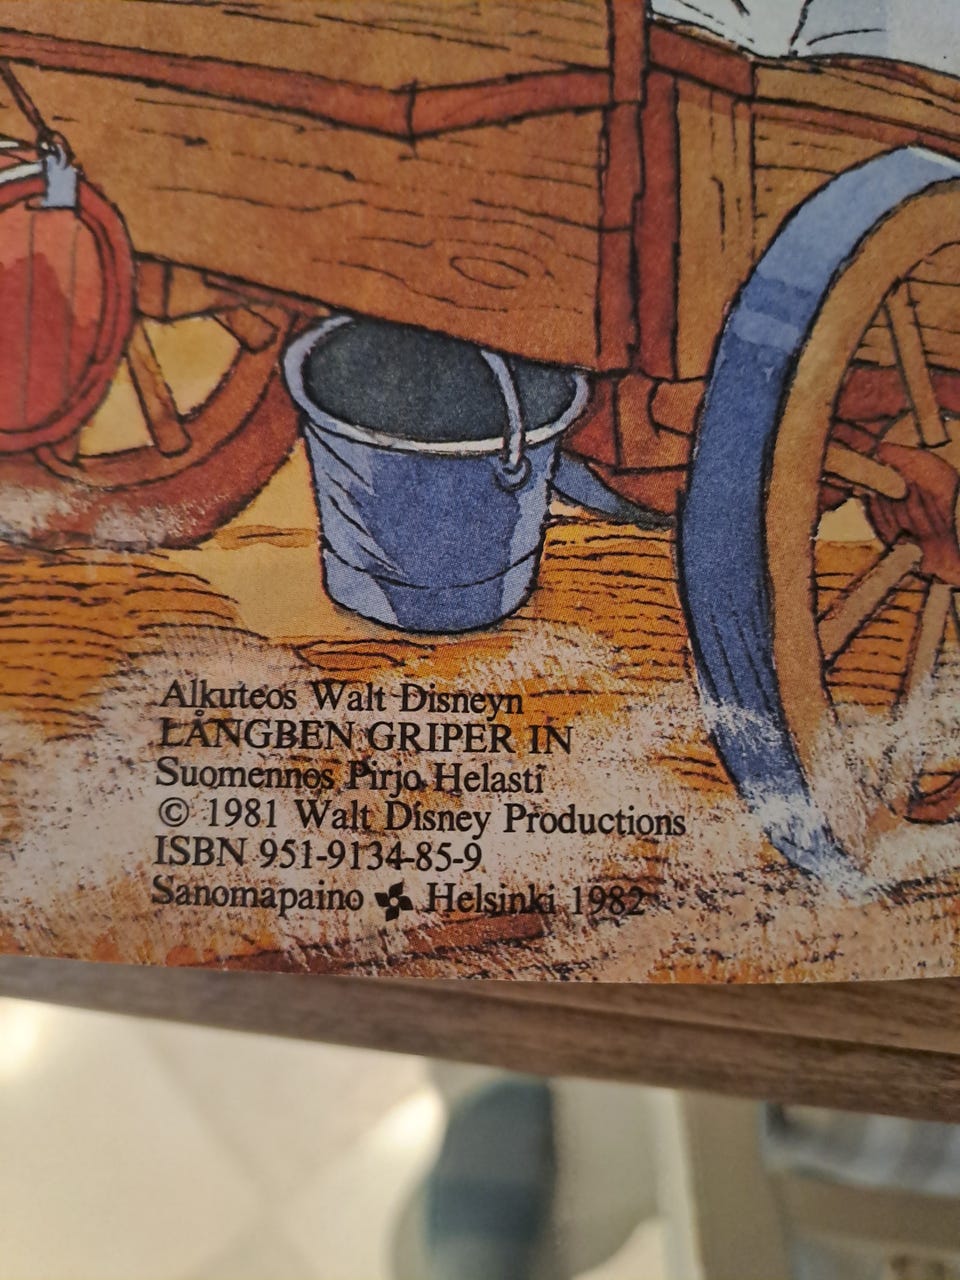 Alkuteos Walt Disneyn
LÅNGBEN GRIPER IN
Suomennos Pirjo Helasti
© 1981 Walt Disney Productions
ISBN 951-9134-85-9
Sanomapaino Helsinki 1982